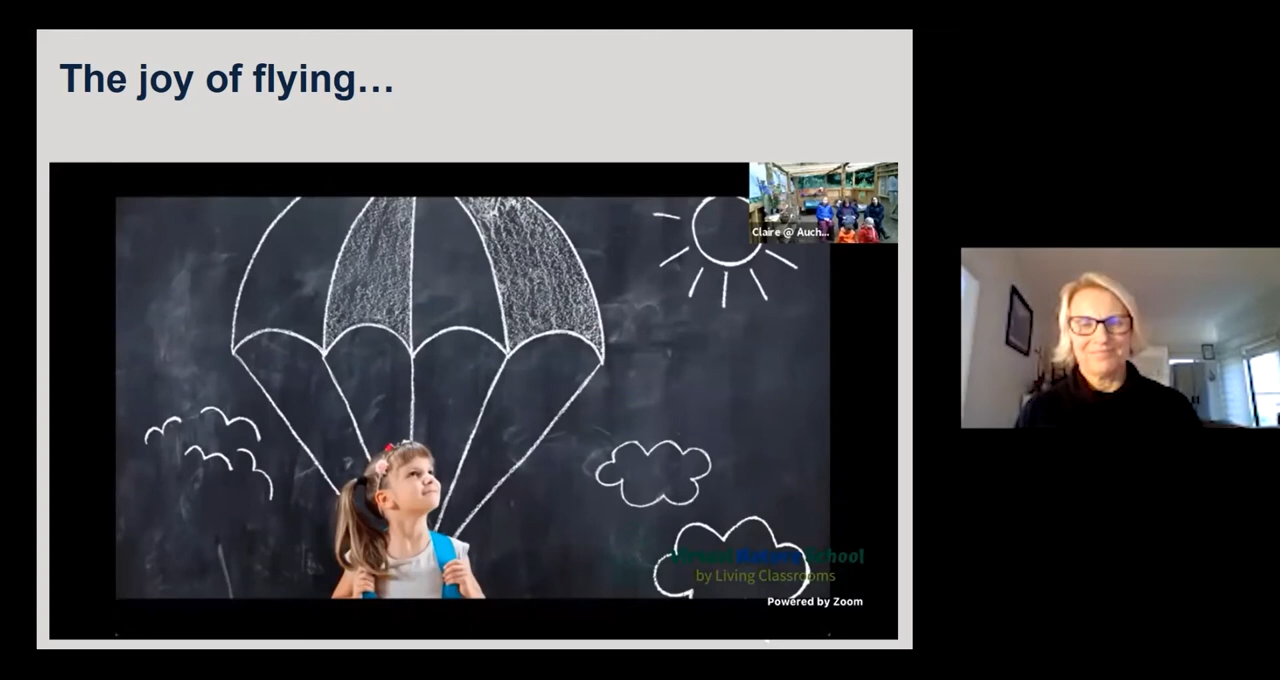 The joy of flying...
Claire @ Auch...
Virtual Nature School
by Living Classrooms
Powered by Zoom